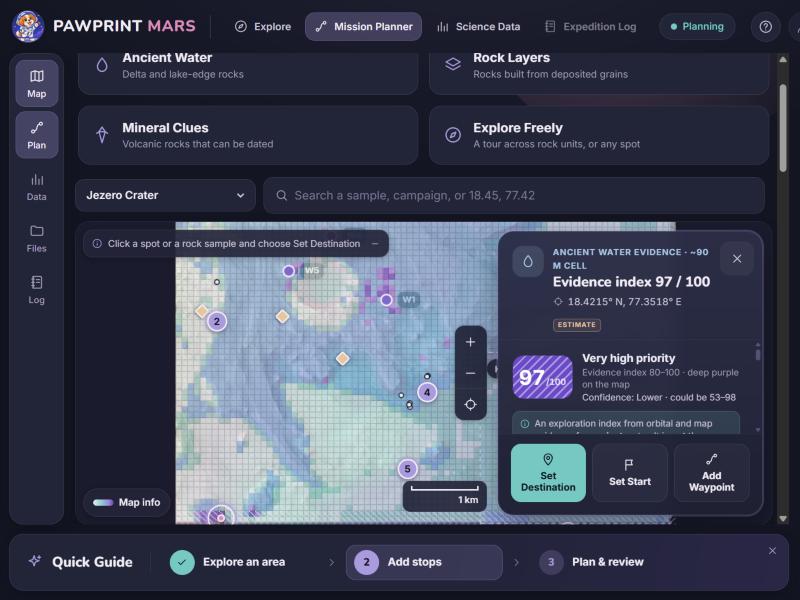 PAWPRINT MARS
Explore
Mission Planner
Science Data
Expedition Log
Planning
Map
Plan
Data
Files
Log
Ancient Water
Delta and lake-edge rocks
Rock Layers
Rocks built from deposited grains
Mineral Clues
Volcanic rocks that can be dated
Explore Freely
A tour across rock units, or any spot
Jezero Crater
Search a sample, campaign, or 18.45, 77.42
Click a spot or a rock sample and choose Set Destination
W5
W1
2
4
5
1 km
Map info
ANCIENT WATER EVIDENCE · ~90
M CELL
Evidence index 97 / 100
18.4215° N, 77.3518° E
ESTIMATE
97/100
Very high priority
Evidence index 80–100 · deep purple
on the map
Confidence: Lower · could be 53–98
An exploration index from orbital and map
Set
Destination
Set Start
Add
Waypoint
Quick Guide
Explore an area
2
Add stops
3
Plan & review